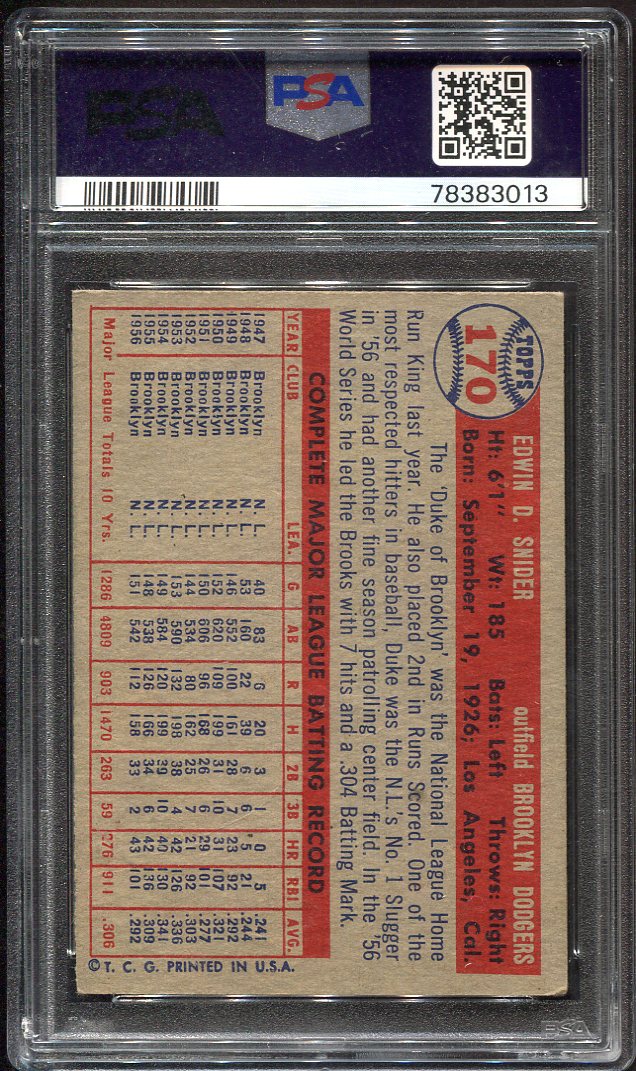 PSA
PSA
78383013
TOPPS
170
EDWIN D. SNIDER outfield BROOKLYN DODGERS
Ht: 6'1" Wt: 185 Bats: Left Throws: Right
Born: September 19, 1926; Los Angeles, Cal.
The 'Duke of Brooklyn' was the National League Home
Run King last year. He also placed 2nd in Runs Scored. One of the
most respected hitters in baseball, Duke was the N.L.'s No. 1 Slugger
in '56 and had another fine season patrolling center field. In the '56
World Series he led the Brooks with 7 hits and a .304 Batting Mark.
COMPLETE MAJOR LEAGUE BATTING RECORD
YEAR CLUB LEA. G AB R H 2B 3B HR RBI AVG.
1947 Brooklyn N. L. 40 83 6 20 3 1 0 5 .241
1948 Brooklyn N. L. 53 160 22 39 6 6 5 21 .244
1949 Brooklyn N. L. 146 552 100 161 28 7 23 92 .292
1950 Brooklyn N. L. 152 620 109 199 31 10 31 107 .321
1951 Brooklyn N. L. 150 606 96 168 26 6 29 101 .277
1952 Brooklyn N. L. 144 534 80 162 25 7 21 92 .303
1953 Brooklyn N. L. 153 590 132 198 38 4 42 126 .336
1954 Brooklyn N. L. 149 584 120 199 39 10 40 130 .341
1955 Brooklyn N. L. 148 538 126 166 34 6 42 136 .309
1956 Brooklyn N. L. 151 542 112 158 33 2 43 101 .292
Major League Totals 10 Yrs. 1286 4809 903 1470 263 59 276 911 .306
© T. C. G. PRINTED IN U.S.A.
PSA